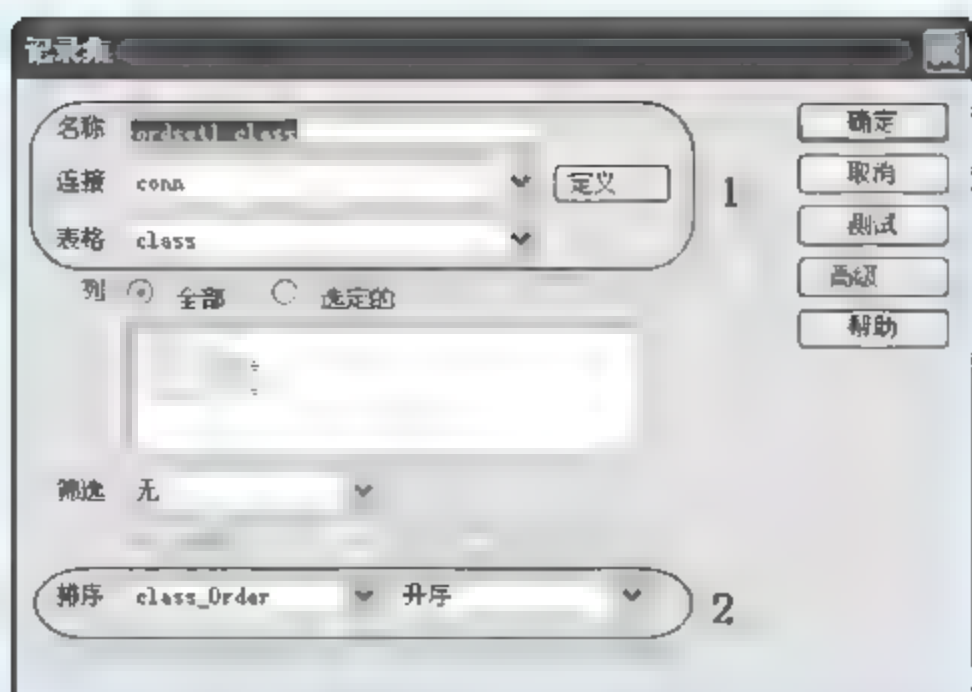 记录集
名称 ordset1_class
连接 conn 定义
表格 class
1
列 全部 选定的
筛选 无
排序 class_Order 升序
2
确定
取消
测试
高级
帮助